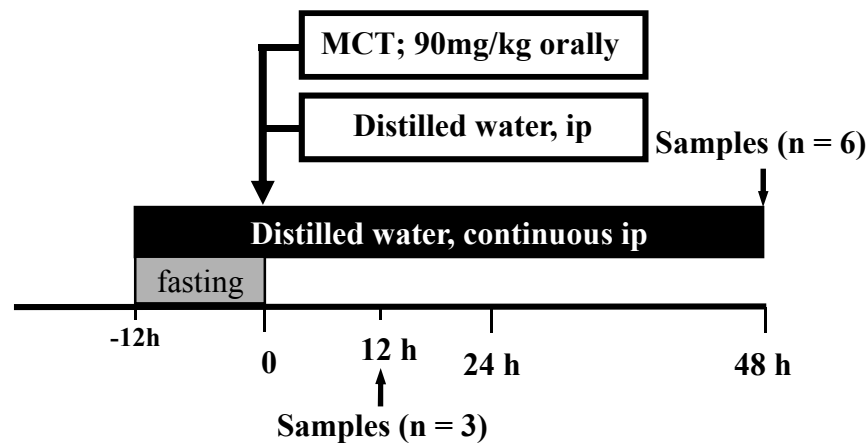 MCT; 90mg/kg orally
Distilled water, ip
Samples (n = 6)
Distilled water, continuous ip
fasting
-12h
0
12 h
24 h
48 h
Samples (n = 3)